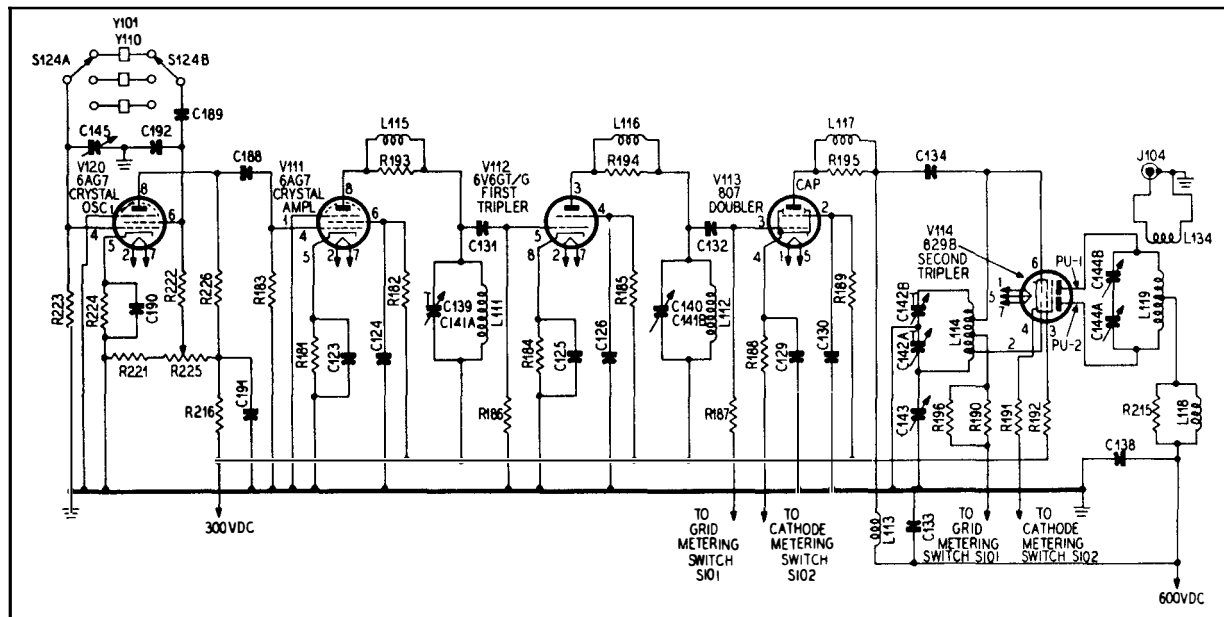 Y101
Y110
S124A
S124B
C189
C145
C192
V120
6AG7
CRYSTAL
OSC
8
1
4
6
5
2
7
R223
R224
C190
R222
R226
R221
R225
R216
C191
300VDC
C188
R183
V111
6AG7
CRYSTAL
AMPL
8
1
4
6
5
2
7
L115
R193
R182
R181
C123
C124
C131
C139
C141A
L111
V112
6V6GT/G
FIRST
TRIPLER
3
5
4
8
2
7
L116
R194
R185
R186
R184
C125
C126
C132
C140
C141B
L112
V113
807
DOUBLER
CAP
3
2
4
1
5
L117
R195
R189
R187
R188
C129
C130
TO
GRID
METERING
SWITCH
S101
TO
CATHODE
METERING
SWITCH
S102
C134
C142B
C142A
C143
L114
R196
R190
R191
R192
L113
C133
V114
829B
SECOND
TRIPLER
6
1
5
7
4
3
2
PU-1
PU-2
TO
GRID
METERING
SWITCH S101
TO
CATHODE
METERING
SWITCH S102
J104
L134
C144B
C144A
L119
R215
L118
C138
600VDC